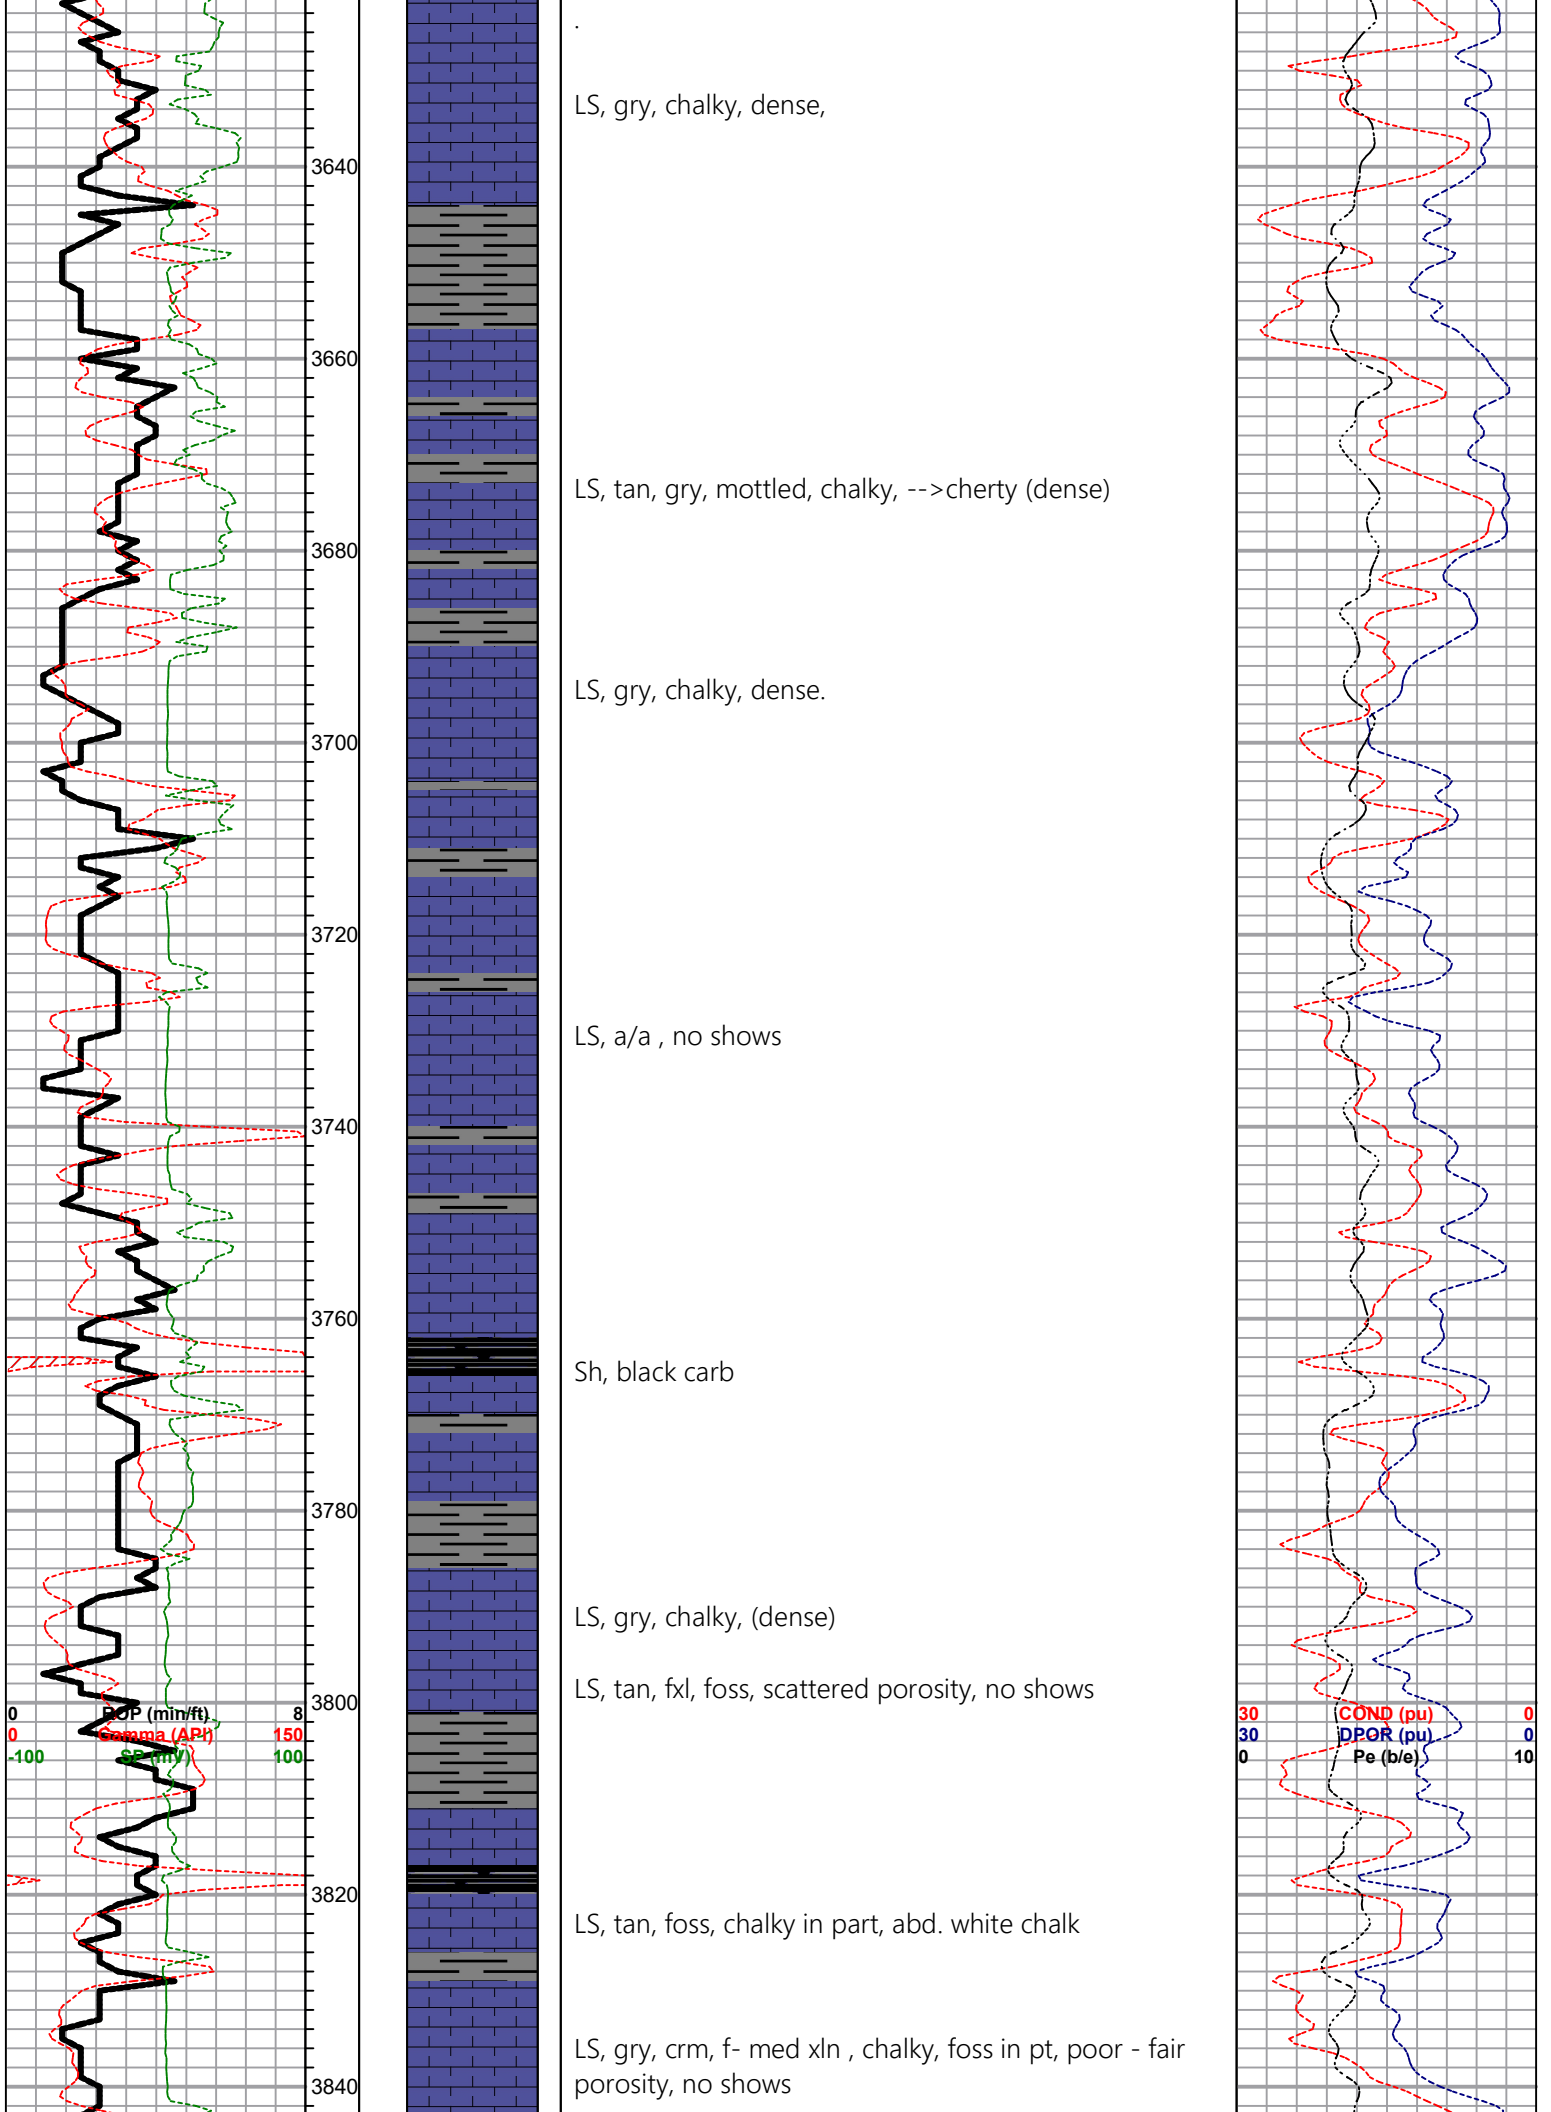 .
LS, gry, chalky, dense,
3640
3660
LS, tan, gry, mottled, chalky, -->cherty (dense)
3680
LS, gry, chalky, dense.
3700
3720
LS, a/a , no shows
3740
3760
Sh, black carb
3780
LS, gry, chalky, (dense)
LS, tan, fxl, foss, scattered porosity, no shows
3800
0 ROP (min/ft) 8
0 Gamma (API) 150
-100 SP (mV) 100
30 COND (pu) 0
30 DPOR (pu) 0
0 Pe (b/e) 10
3820
LS, tan, foss, chalky in part, abd. white chalk
LS, gry, crm, f- med xln , chalky, foss in pt, poor - fair
porosity, no shows
3840